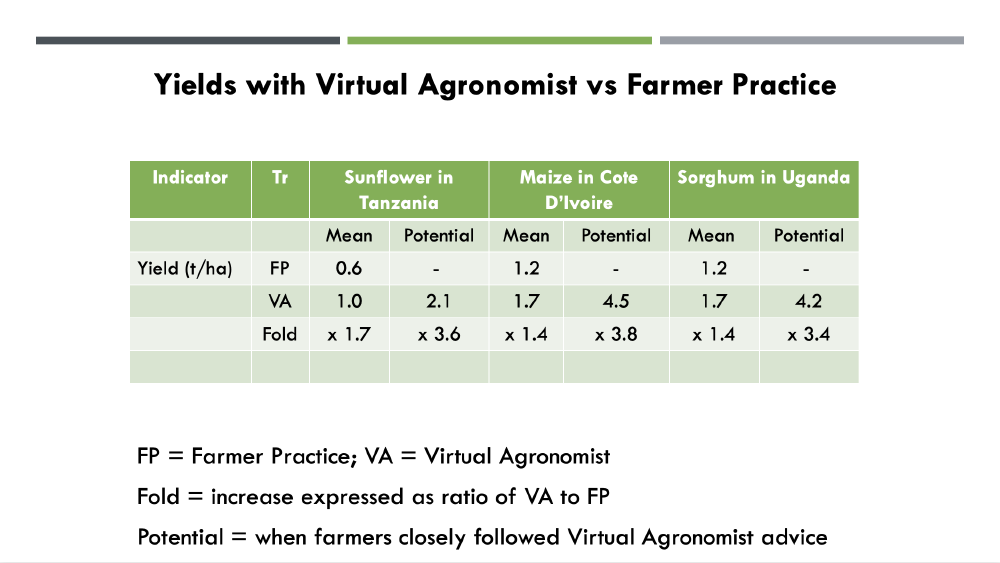 Yields with Virtual Agronomist vs Farmer Practice
Indicator Tr Sunflower in Tanzania Maize in Cote D'Ivoire Sorghum in Uganda
Mean Potential Mean Potential Mean Potential
Yield (t/ha) FP 0.6 - 1.2 - 1.2 -
VA 1.0 2.1 1.7 4.5 1.7 4.2
Fold x 1.7 x 3.6 x 1.4 x 3.8 x 1.4 x 3.4
FP = Farmer Practice; VA = Virtual Agronomist
Fold = increase expressed as ratio of VA to FP
Potential = when farmers closely followed Virtual Agronomist advice